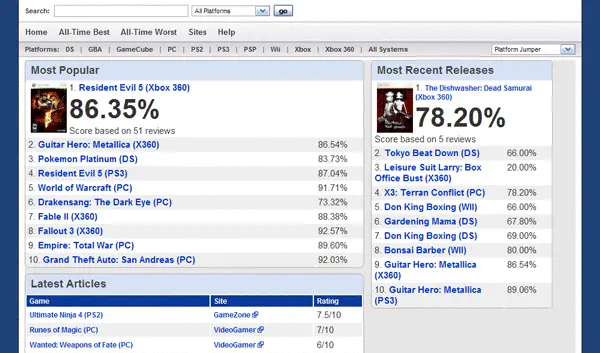 Search: All Platforms go
Home All-Time Best All-Time Worst Sites Help
Platforms: DS | GBA | GameCube | PC | PS2 | PS3 | PSP | Wii | Xbox | Xbox 360 | All Systems Platform Jumper
Most Popular
1. Resident Evil 5 (Xbox 360)
86.35%
Score based on 51 reviews
2. Guitar Hero: Metallica (X360) 86.54%
3. Pokemon Platinum (DS) 83.73%
4. Resident Evil 5 (PS3) 87.04%
5. World of Warcraft (PC) 91.71%
6. Drakensang: The Dark Eye (PC) 73.32%
7. Fable II (X360) 88.38%
8. Fallout 3 (X360) 92.57%
9. Empire: Total War (PC) 89.60%
10. Grand Theft Auto: San Andreas (PC) 92.03%
Most Recent Releases
1. The Dishwasher: Dead Samurai
(Xbox 360)
78.20%
Score based on 5 reviews
2. Tokyo Beat Down (DS) 66.00%
3. Leisure Suit Larry: Box 20.00%
Office Bust (X360)
4. X3: Terran Conflict (PC) 78.20%
5. Don King Boxing (WII) 66.00%
6. Gardening Mama (DS) 67.80%
7. Don King Boxing (DS) 69.00%
8. Bonsai Barber (WII) 80.00%
9. Guitar Hero: Metallica 86.54%
(X360)
10. Guitar Hero: Metallica 89.06%
(PS3)
Latest Articles
Game Site Rating
Ultimate Ninja 4 (PS2) GameZone 7.5/10
Runes of Magic (PC) VideoGamer 7/10
Wanted: Weapons of Fate (PC) VideoGamer 6/10